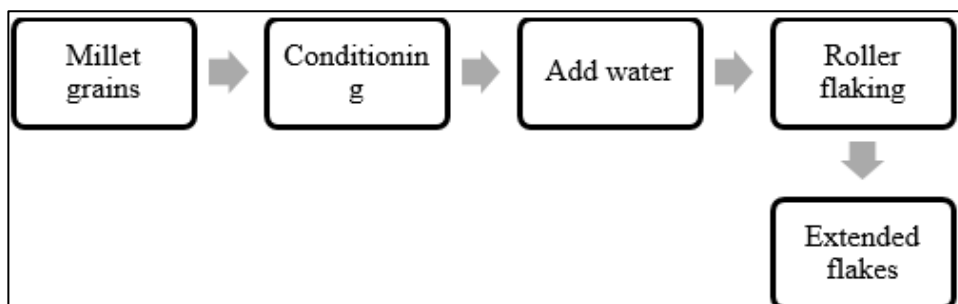 Millet
grains
Conditionin
g
Add water
Roller
flaking
Extended
flakes